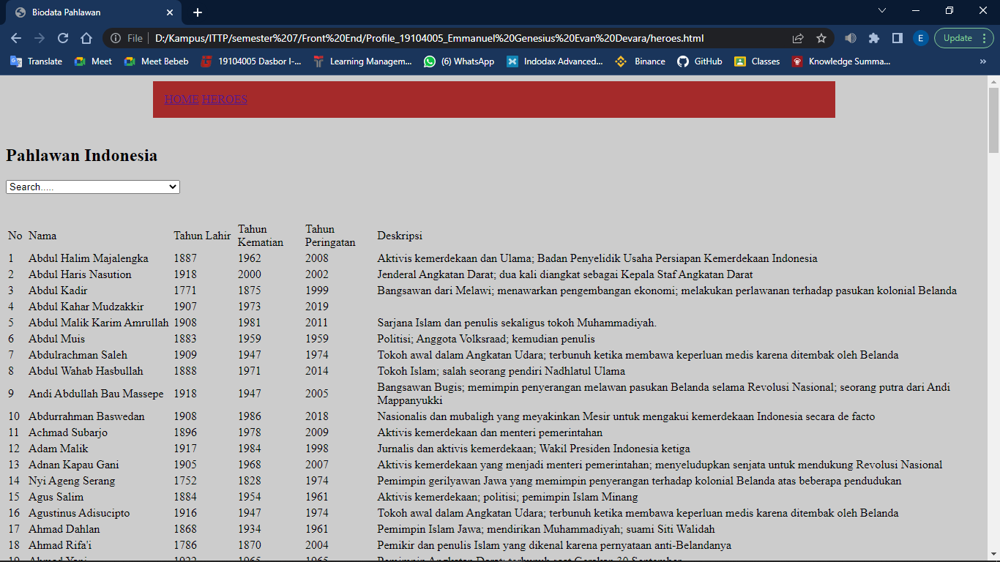 Biodata Pahlawan
File D:/Kampus/ITTP/semester%207/Front%20End/Profile_19104005_Emmanuel%20Genesius%20Evan%20Devara/heroes.html E Update
Translate Meet Meet Bebeb 19104005 Dasbor I-... Learning Managem... (6) WhatsApp Indodax Advanced... Binance GitHub Classes Knowledge Summa... »
HOME HEROES
Pahlawan Indonesia
Search.....
No Nama Tahun Lahir Tahun Kematian Tahun Peringatan Deskripsi
1 Abdul Halim Majalengka 1887 1962 2008 Aktivis kemerdekaan dan Ulama; Badan Penyelidik Usaha Persiapan Kemerdekaan Indonesia
2 Abdul Haris Nasution 1918 2000 2002 Jenderal Angkatan Darat; dua kali diangkat sebagai Kepala Staf Angkatan Darat
3 Abdul Kadir 1771 1875 1999 Bangsawan dari Melawi; menawarkan pengembangan ekonomi; melakukan perlawanan terhadap pasukan kolonial Belanda
4 Abdul Kahar Mudzakkir 1907 1973 2019
5 Abdul Malik Karim Amrullah 1908 1981 2011 Sarjana Islam dan penulis sekaligus tokoh Muhammadiyah.
6 Abdul Muis 1883 1959 1959 Politisi; Anggota Volksraad; kemudian penulis
7 Abdulrachman Saleh 1909 1947 1974 Tokoh awal dalam Angkatan Udara; terbunuh ketika membawa keperluan medis karena ditembak oleh Belanda
8 Abdul Wahab Hasbullah 1888 1971 2014 Tokoh Islam; salah seorang pendiri Nadhlatul Ulama
9 Andi Abdullah Bau Massepe 1918 1947 2005 Bangsawan Bugis; memimpin penyerangan melawan pasukan Belanda selama Revolusi Nasional; seorang putra dari Andi
Mappanyukki
10 Abdurrahman Baswedan 1908 1986 2018 Nasionalis dan mubaligh yang meyakinkan Mesir untuk mengakui kemerdekaan Indonesia secara de facto
11 Achmad Subarjo 1896 1978 2009 Aktivis kemerdekaan dan menteri pemerintahan
12 Adam Malik 1917 1984 1998 Jurnalis dan aktivis kemerdekaan; Wakil Presiden Indonesia ketiga
13 Adnan Kapau Gani 1905 1968 2007 Aktivis kemerdekaan yang menjadi menteri pemerintahan; menyeludupkan senjata untuk mendukung Revolusi Nasional
14 Nyi Ageng Serang 1752 1828 1974 Pemimpin gerilyawan Jawa yang memimpin penyerangan terhadap kolonial Belanda atas beberapa pendudukan
15 Agus Salim 1884 1954 1961 Aktivis kemerdekaan; politisi; pemimpin Islam Minang
16 Agustinus Adisucipto 1916 1947 1974 Tokoh awal dalam Angkatan Udara; terbunuh ketika membawa keperluan medis karena ditembak oleh Belanda
17 Ahmad Dahlan 1868 1934 1961 Pemimpin Islam Jawa; mendirikan Muhammadiyah; suami Siti Walidah
18 Ahmad Rifa'i 1786 1870 2004 Pemikir dan penulis Islam yang dikenal karena pernyataan anti-Belandanya
19 Ahmad Yani 1922 1965 1965 Pemimpin Angkatan Darat; terbunuh saat Gerakan 30 September